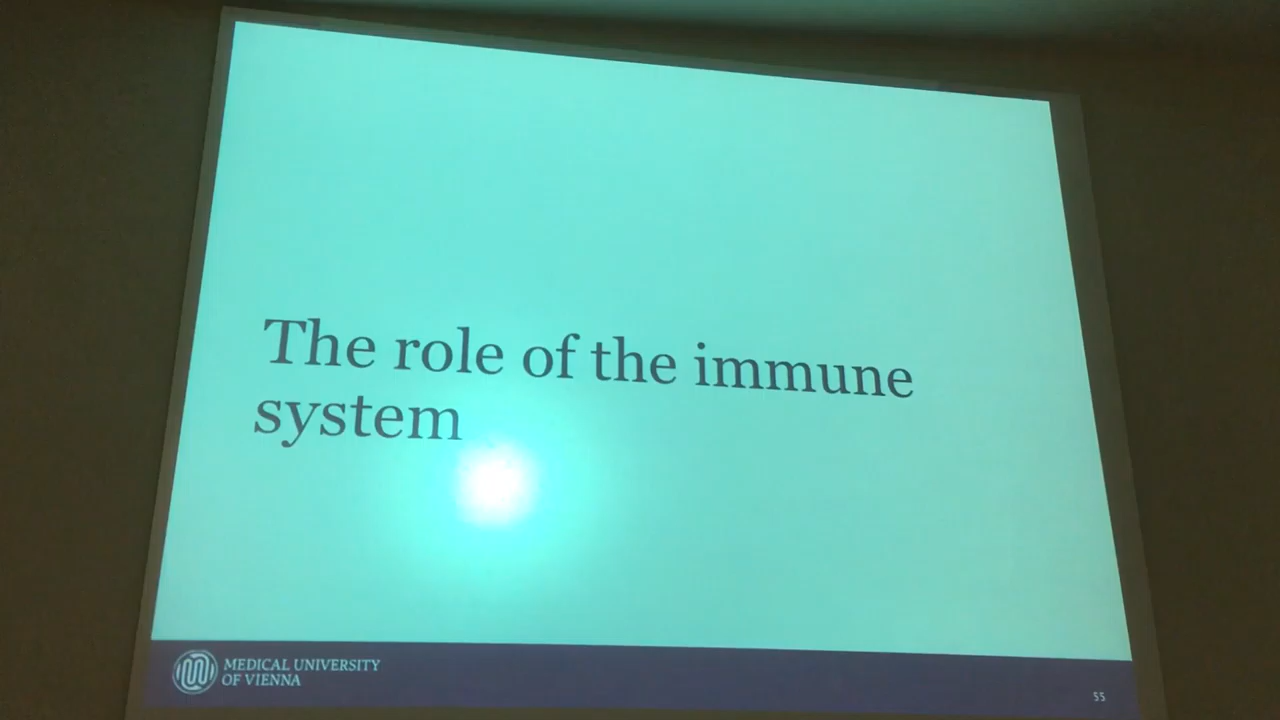 The role of the immune
system
MEDICAL UNIVERSITY
OF VIENNA
55